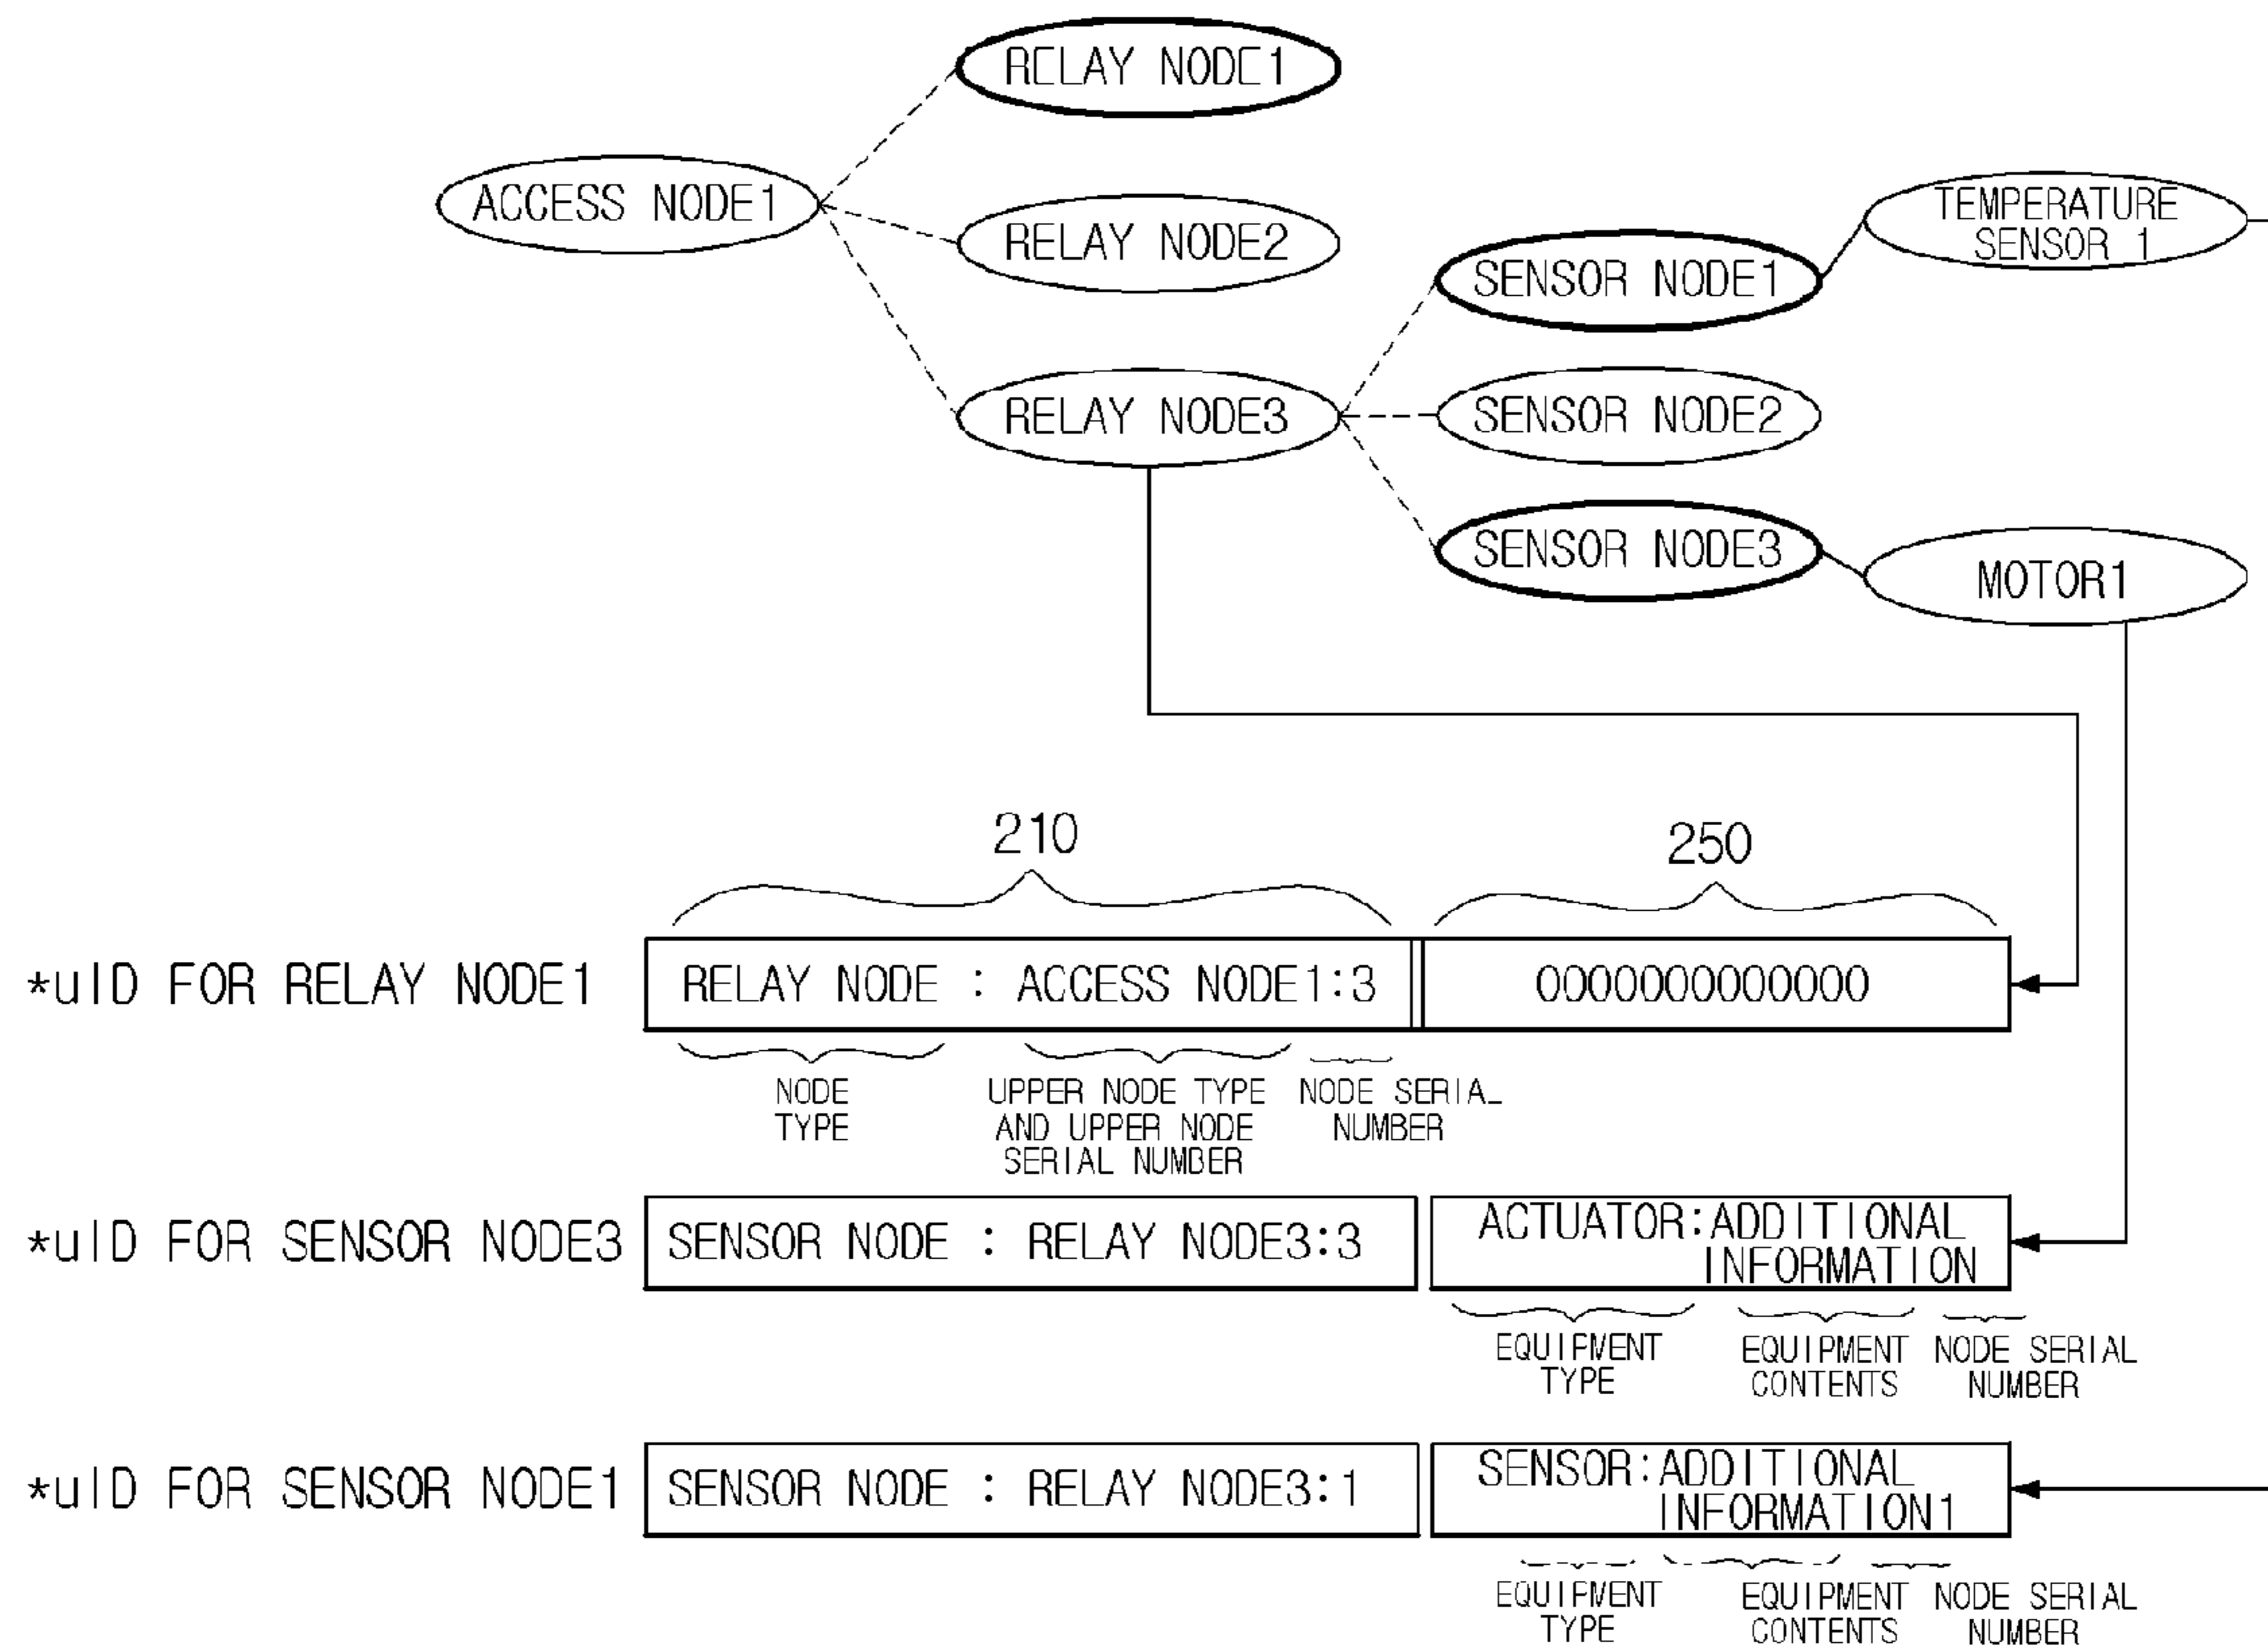 RELAY NODE1
ACCESS NODE1
RELAY NODE2
RELAY NODE3
SENSOR NODE1
SENSOR NODE2
SENSOR NODE3
TEMPERATURE
SENSOR 1
MOTOR1
210
250
*uID FOR RELAY NODE1
RELAY NODE : ACCESS NODE1:3
0000000000000
NODE
TYPE
UPPER NODE TYPE
AND UPPER NODE
SERIAL NUMBER
NODE SERIAL
NUMBER
*uID FOR SENSOR NODE3
SENSOR NODE : RELAY NODE3:3
ACTUATOR:ADDITIONAL
INFORMATION
EQUIPMENT
TYPE
EQUIPMENT
CONTENTS
NODE SERIAL
NUMBER
*uID FOR SENSOR NODE1
SENSOR NODE : RELAY NODE3:1
SENSOR:ADDITIONAL
INFORMATION1
EQUIPMENT
TYPE
EQUIPMENT
CONTENTS
NODE SERIAL
NUMBER